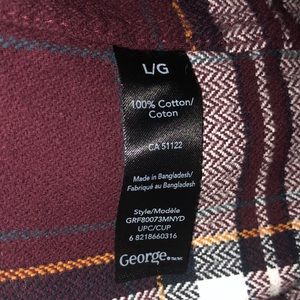 L/G
100% Cotton/
Coton
CA 51122
Made in Bangladesh/
Fabriqué au Bangladesh
Style/Modèle
GRF80073MNYD
UPC/CUP
6 8218660316
George.